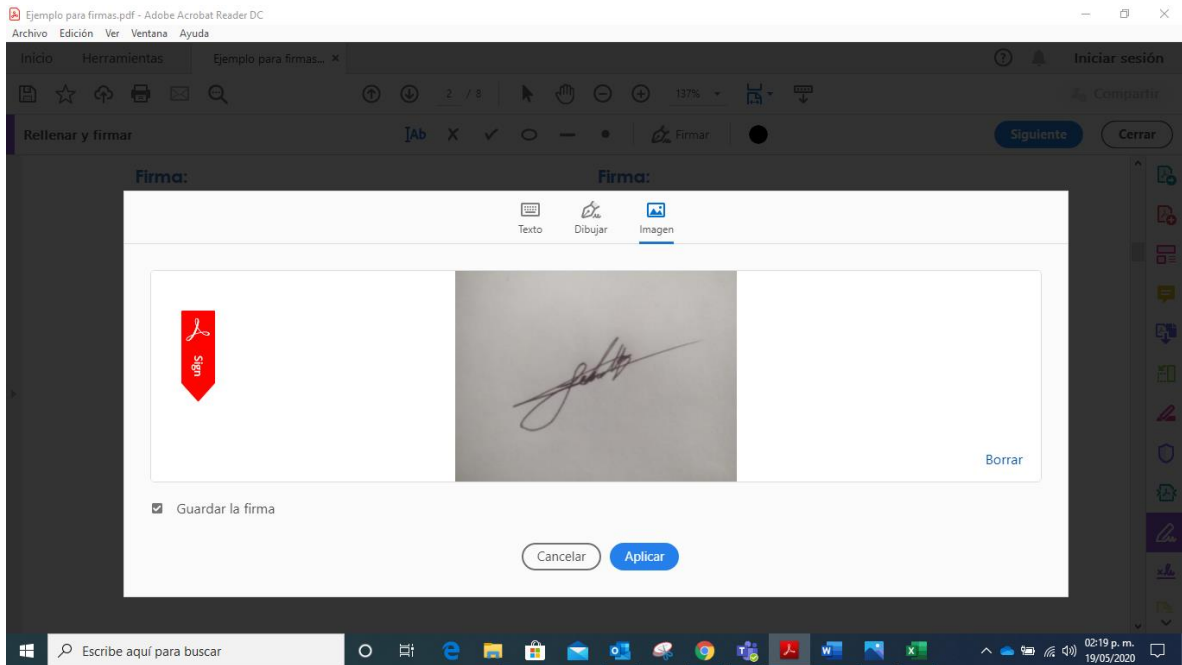 Ejemplo para firmas.pdf - Adobe Acrobat Reader DC
Archivo Edición Ver Ventana Ayuda
Inicio Herramientas Ejemplo para firmas... × Iniciar sesión
2 / 8 137% Compartir
Rellenar y firmar Ab Firmar Siguiente Cerrar
Firma: Firma:
Texto Dibujar Imagen
Sign
Borrar
Guardar la firma
Cancelar Aplicar
Escribe aquí para buscar 02:19 p. m.
19/05/2020